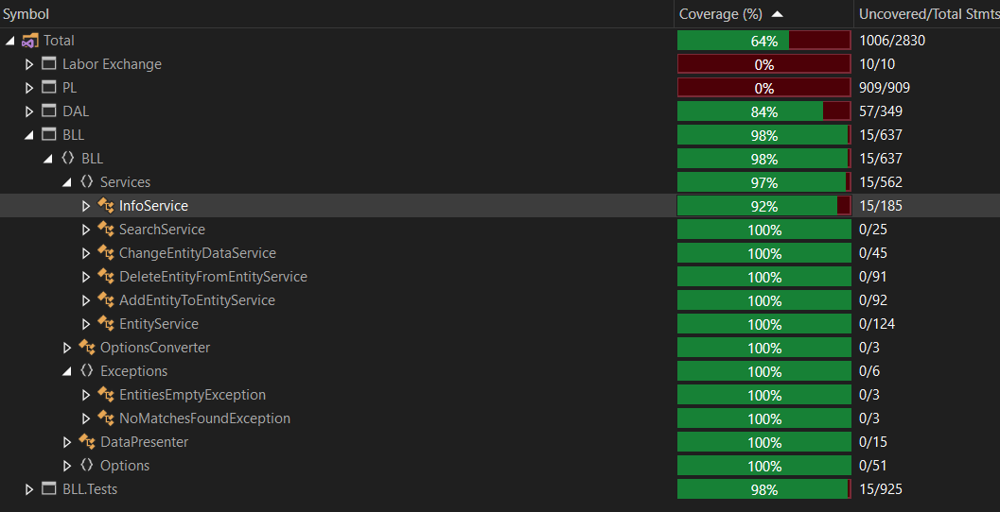 Symbol Coverage (%) Uncovered/Total Stmts
Total 64% 1006/2830
Labor Exchange 0% 10/10
PL 0% 909/909
DAL 84% 57/349
BLL 98% 15/637
BLL 98% 15/637
Services 97% 15/562
InfoService 92% 15/185
SearchService 100% 0/25
ChangeEntityDataService 100% 0/45
DeleteEntityFromEntityService 100% 0/91
AddEntityToEntityService 100% 0/92
EntityService 100% 0/124
OptionsConverter 100% 0/3
Exceptions 100% 0/6
EntitiesEmptyException 100% 0/3
NoMatchesFoundException 100% 0/3
DataPresenter 100% 0/15
Options 100% 0/51
BLL.Tests 98% 15/925